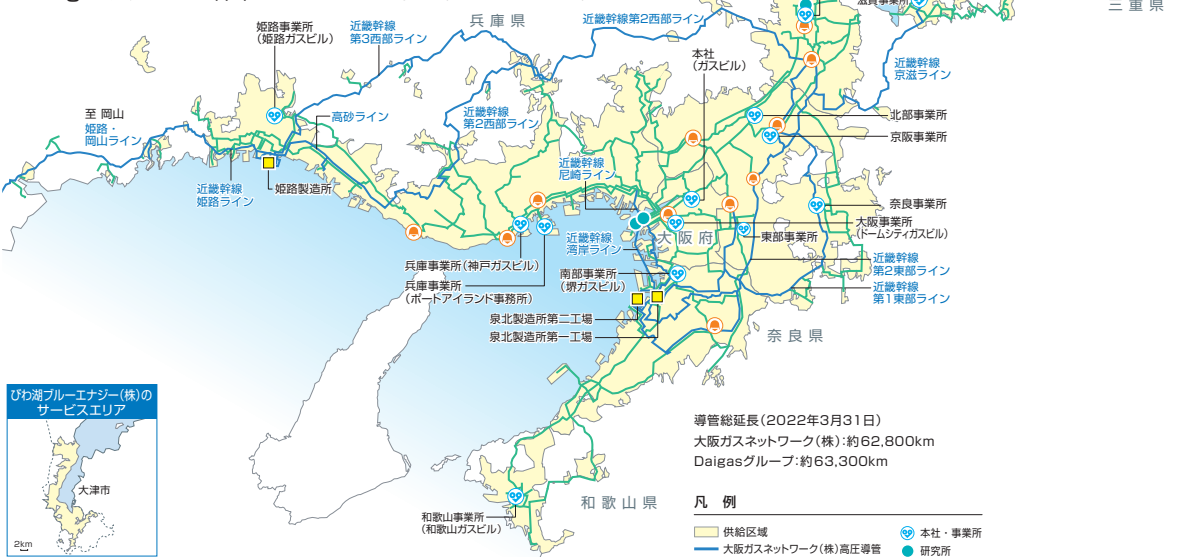 兵庫県
三重県
姫路事業所
(姫路ガスビル)
近畿幹線
第3西部ライン
近畿幹線第2西部ライン
滋賀事業所
本社
(ガスビル)
近畿幹線
京滋ライン
至 岡山
姫路・
岡山ライン
高砂ライン
近畿幹線
第2西部ライン
北部事業所
京阪事業所
近畿幹線
尼崎ライン
近畿幹線
姫路ライン
姫路製造所
奈良事業所
大阪事業所
(ドームシティガスビル)
大阪府
東部事業所
近畿幹線
湾岸ライン
近畿幹線
第2東部ライン
近畿幹線
第1東部ライン
兵庫事業所(神戸ガスビル)
兵庫事業所
(ポートアイランド事務所)
南部事業所
(堺ガスビル)
泉北製造所第二工場
泉北製造所第一工場
奈良県
びわ湖ブルーエナジー(株)の
サービスエリア
大津市
2km
和歌山事業所
(和歌山ガスビル)
和歌山県
導管総延長(2022年3月31日)
大阪ガスネットワーク(株):約62,800km
Daigasグループ:約63,300km
凡 例
供給区域
本社・事業所
大阪ガスネットワーク(株)高圧導管
研究所